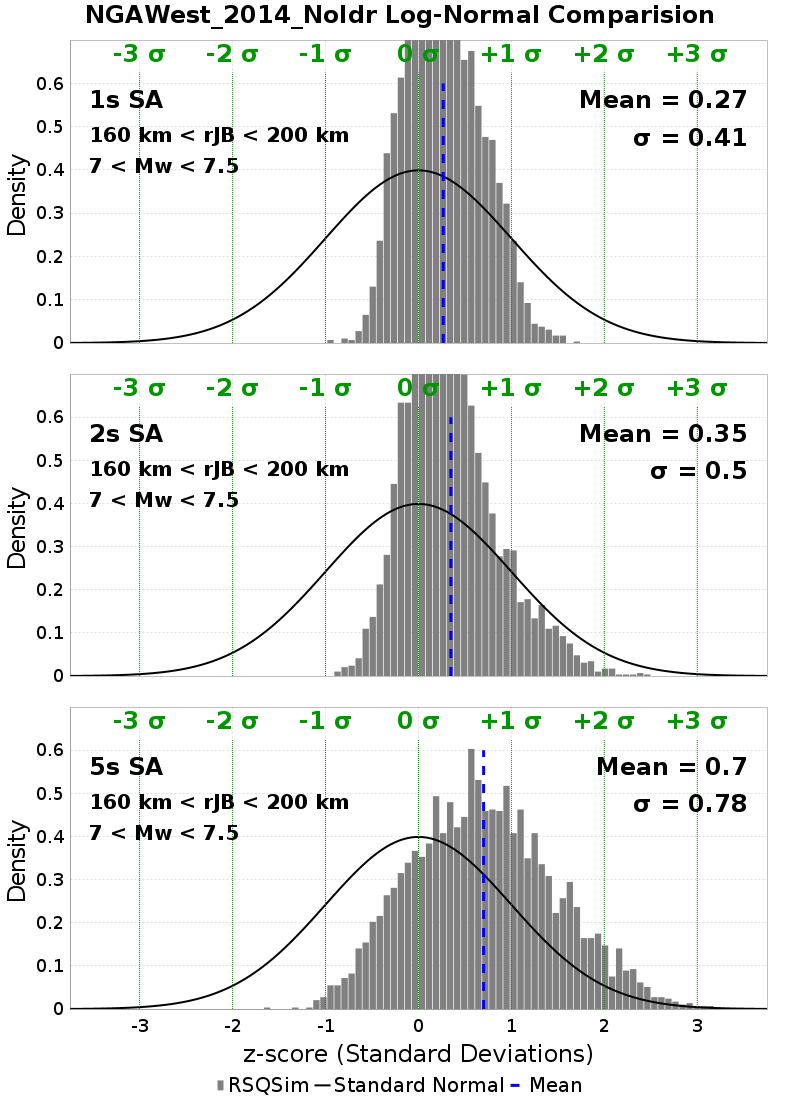 NGAWest_2014_NoIdr Log-Normal Comparision
-3 σ -2 σ -1 σ 0 σ +1 σ +2 σ +3 σ
1s SA
Mean = 0.27
160 km < rJB < 200 km
σ = 0.41
7 < Mw < 7.5
0.6
0.5
0.4
0.3
0.2
0.1
0
Density
-3 σ -2 σ -1 σ 0 σ +1 σ +2 σ +3 σ
2s SA
Mean = 0.35
160 km < rJB < 200 km
σ = 0.5
7 < Mw < 7.5
0.6
0.5
0.4
0.3
0.2
0.1
0
Density
-3 σ -2 σ -1 σ 0 σ +1 σ +2 σ +3 σ
5s SA
Mean = 0.7
160 km < rJB < 200 km
σ = 0.78
7 < Mw < 7.5
0.6
0.5
0.4
0.3
0.2
0.1
0
Density
-3 -2 -1 0 1 2 3
z-score (Standard Deviations)
RSQSim Standard Normal Mean